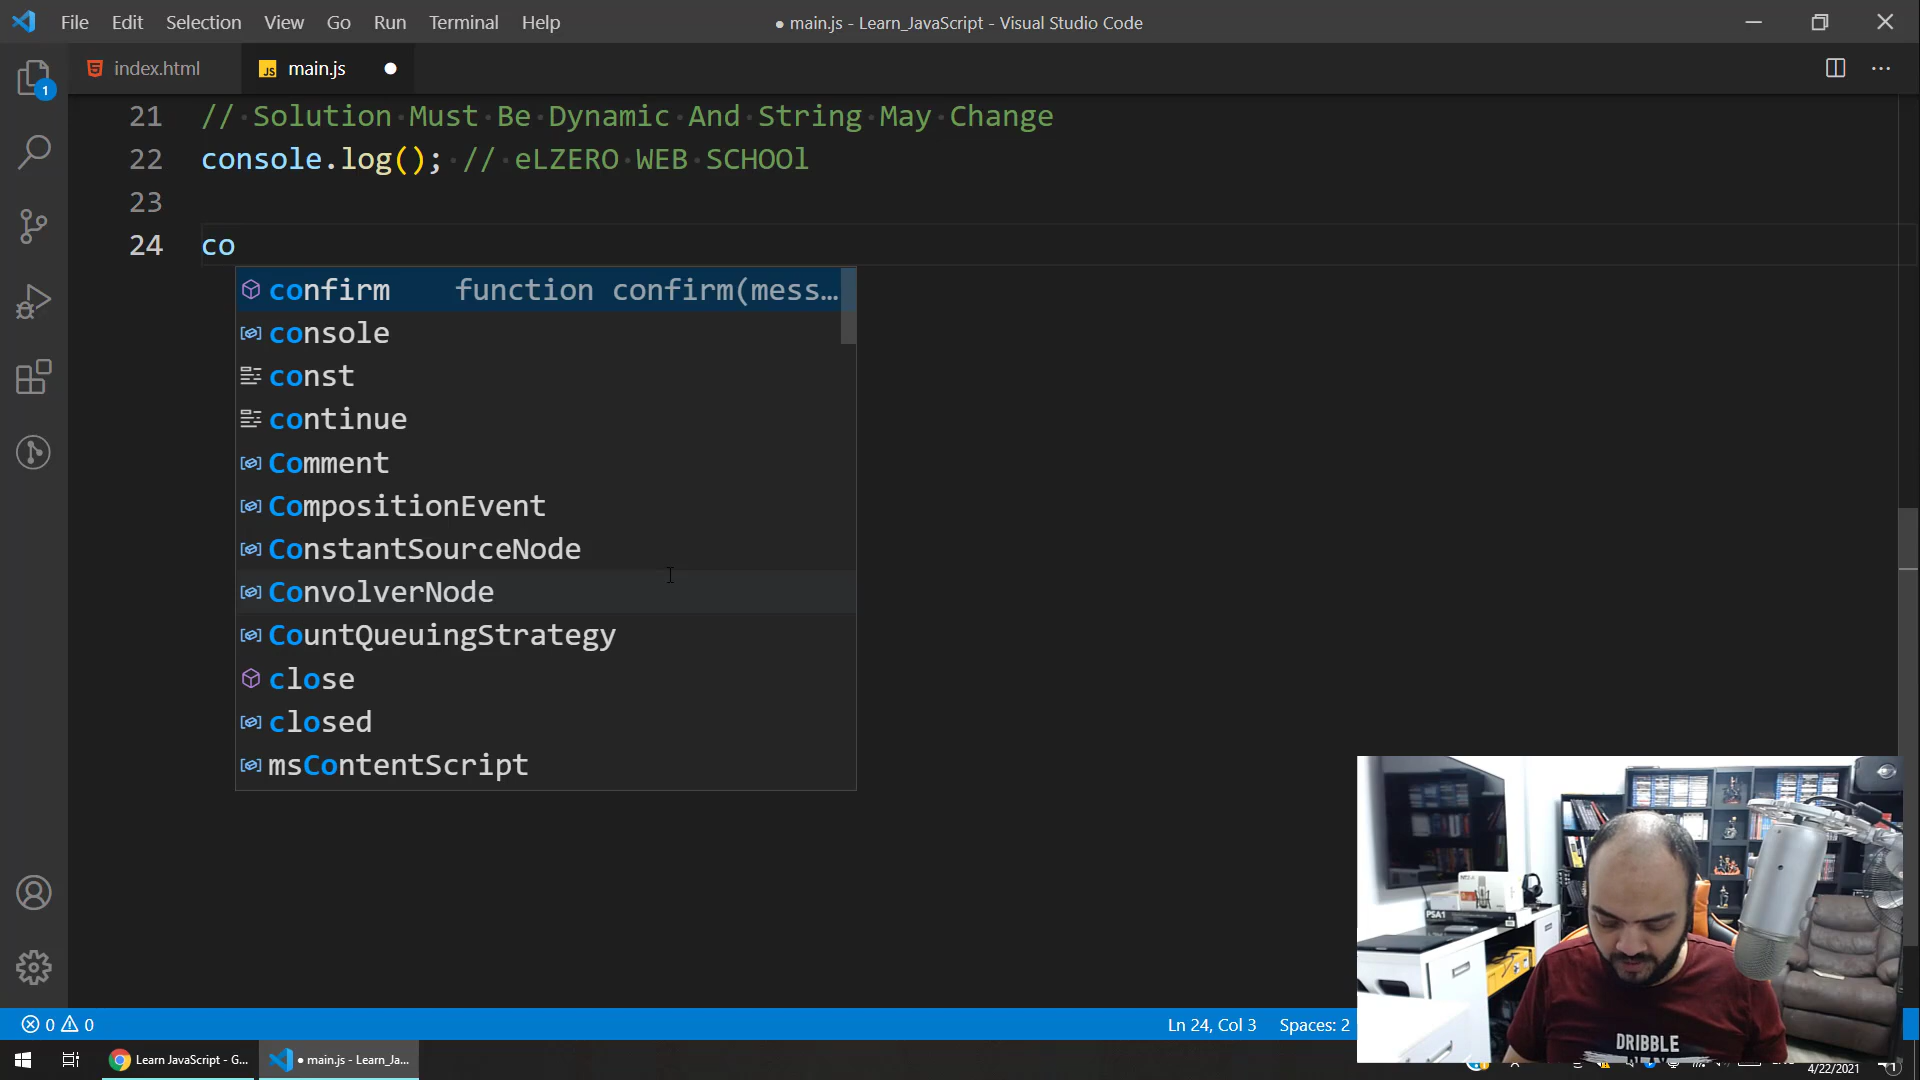 File Edit Selection View Go Run Terminal Help
● main.js - Learn_JavaScript - Visual Studio Code
index.html
JS main.js
1
21 // Solution Must Be Dynamic And String May Change
22 console.log(); // eLZERO WEB SCHOOl
23
24 co
confirm function confirm(mess…
console
const
continue
Comment
CompositionEvent
ConstantSourceNode
ConvolverNode
CountQueuingStrategy
close
closed
msContentScript
PSA1
DRIBBLE
0 0
Ln 24, Col 3 Spaces: 2
Learn JavaScript - G...
● main.js - Learn_Ja...
4/22/2021